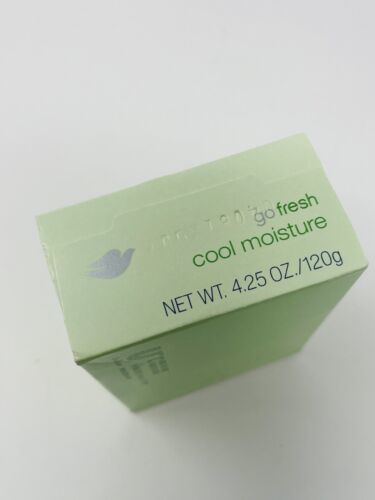 go fresh
cool moisture
NET WT. 4.25 OZ./120g